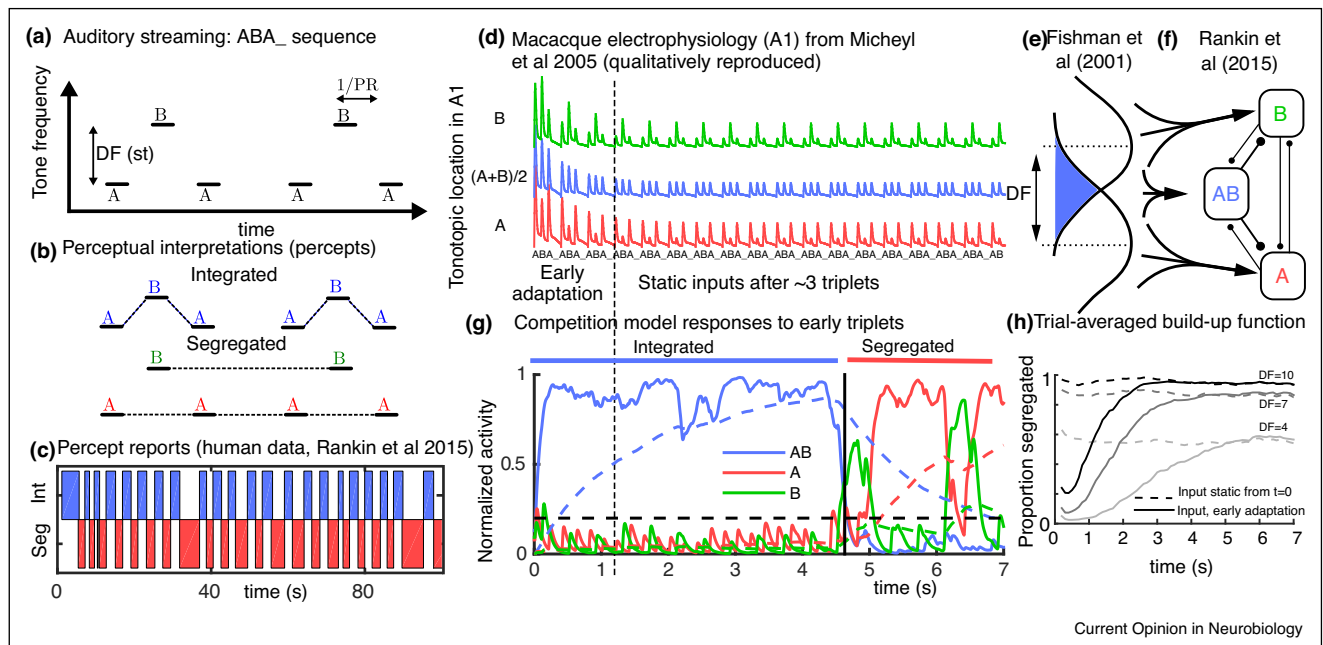 (a) Auditory streaming: ABA_ sequence
Tone frequency
DF (st)
B
B
1/PR
A
A
A
A
time
(b) Perceptual interpretations (percepts)
Integrated
B
B
A
A
A
A
Segregated
B
B
A
A
A
A
(c) Percept reports (human data, Rankin et al 2015)
Int
Seg
0
40
80
time (s)
(d) Macacque electrophysiology (A1) from Micheyl
et al 2005 (qualitatively reproduced)
Tonotopic location in A1
B
(A+B)/2
A
ABA_ABA_ABA_ABA_ABA_ABA_ABA_ABA_ABA_ABA_ABA_ABA_ABA_ABA_ABA_AB
Early
adaptation
Static inputs after ~3 triplets
(e) Fishman et
al (2001)
DF
(f) Rankin et
al (2015)
B
AB
A
(g) Competition model responses to early triplets
Integrated
Segregated
Normalized activity
1
0.5
0
AB
A
B
0
1
2
3
4
5
6
7
time (s)
(h) Trial-averaged build-up function
Proportion segregated
1
0.5
0
DF=10
DF=7
DF=4
Input static from t=0
Input, early adaptation
0
1
2
3
4
5
6
7
time (s)
Current Opinion in Neurobiology